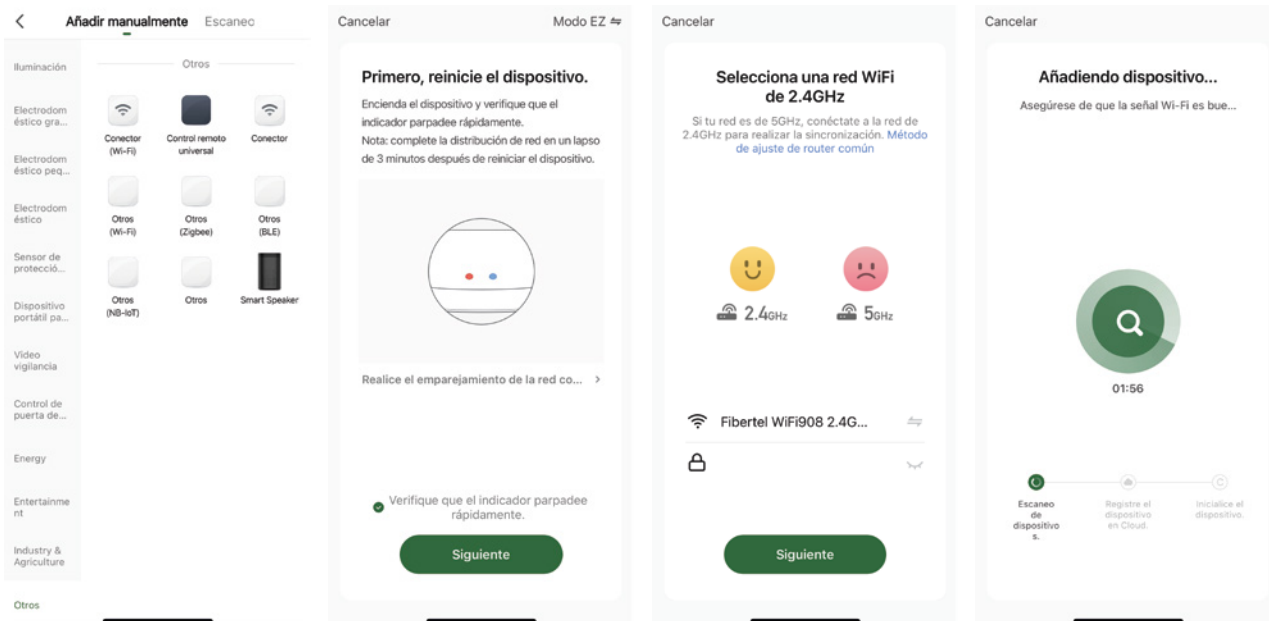 Añadir manualmente Escaneo
Iluminación
Electrodom
éstico gra...
Electrodom
éstico peq...
Electrodom
éstico
Sensor de
protecció...
Dispositivo
portátil pa...
Video
vigilancia
Control de
puerta de...
Energy
Entertainme
nt
Industry &
Agriculture
Otros
Otros
Conector
(Wi-Fi)
Control remoto
universal
Conector
Otros
(Wi-Fi)
Otros
(Zigbee)
Otros
(BLE)
Otros
(NB-IoT)
Otros
Smart Speaker
Cancelar Modo EZ
Primero, reinicie el dispositivo.
Encienda el dispositivo y verifique que el
indicador parpadee rápidamente.
Nota: complete la distribución de red en un lapso
de 3 minutos después de reiniciar el dispositivo.
Realice el emparejamiento de la red co...
Verifique que el indicador parpadee
rápidamente.
Siguiente
Cancelar
Selecciona una red WiFi
de 2.4GHz
Si tu red es de 5GHz, conéctate a la red de
2.4GHz para realizar la sincronización. Método
de ajuste de router común
2.4GHz
5GHz
Fibertel WiFi908 2.4G...
Siguiente
Cancelar
Añadiendo dispositivo...
Asegúrese de que la señal Wi-Fi es bue...
01:56
Escaneo
de
dispositivo
s.
Registre el
dispositivo
en Cloud.
Inicialice el
dispositivo.